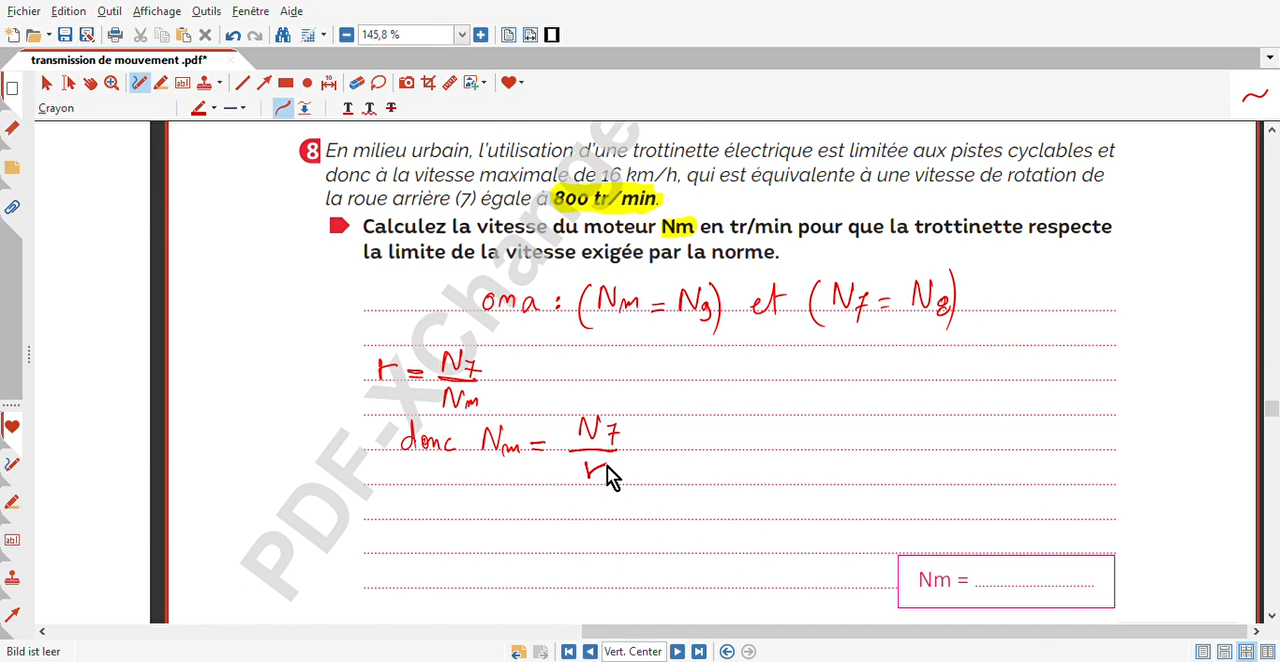 Fichier Edition Outil Affichage Outils Fenêtre Aide
145,8 %
transmission de mouvement .pdf*
Crayon
8 En milieu urbain, l'utilisation d'une trottinette électrique est limitée aux pistes cyclables et
donc à la vitesse maximale de 16 km/h, qui est équivalente à une vitesse de rotation de
la roue arrière (7) égale à 800 tr/min.
Calculez la vitesse du moteur Nm en tr/min pour que la trottinette respecte
la limite de la vitesse exigée par la norme.
on a : (Nm = N9) et (N7 = N8)
r = N7
Nm
donc Nm = N7
r
Nm = ..............................
PDF-XChange
Bild ist leer
Vert. Center